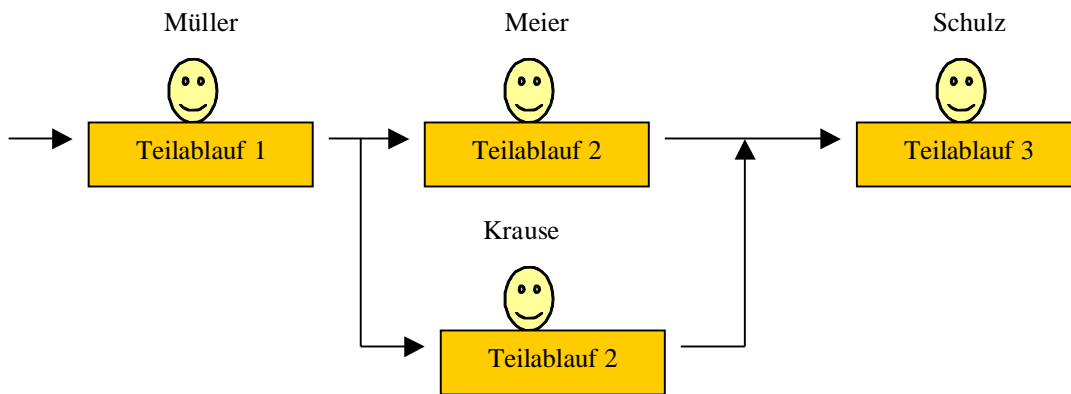 Müller
Meier
Schulz
Teilablauf 1
Teilablauf 2
Teilablauf 3
Krause
Teilablauf 2